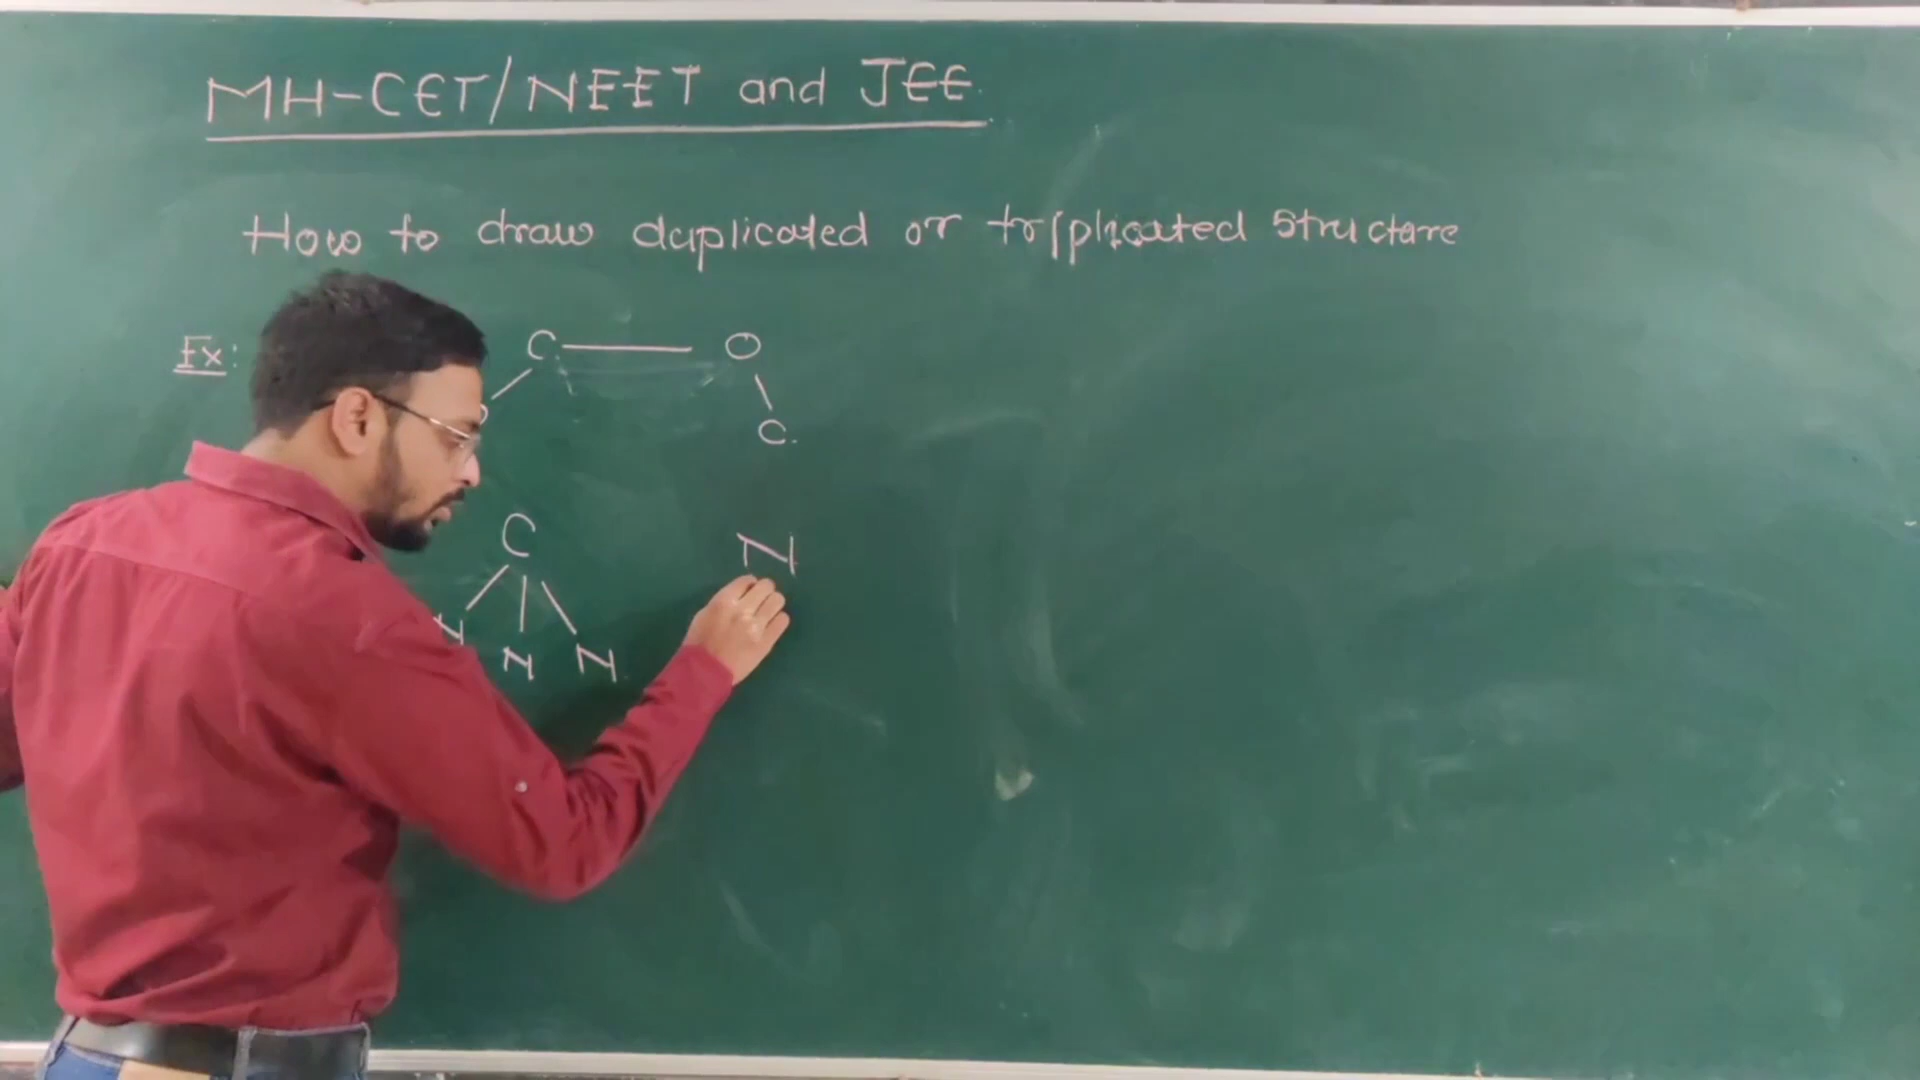 MH-CET/NEET and JEE.
How to draw duplicated or triplicated Structure
Ex:
C O
O C.
C N
N N N.